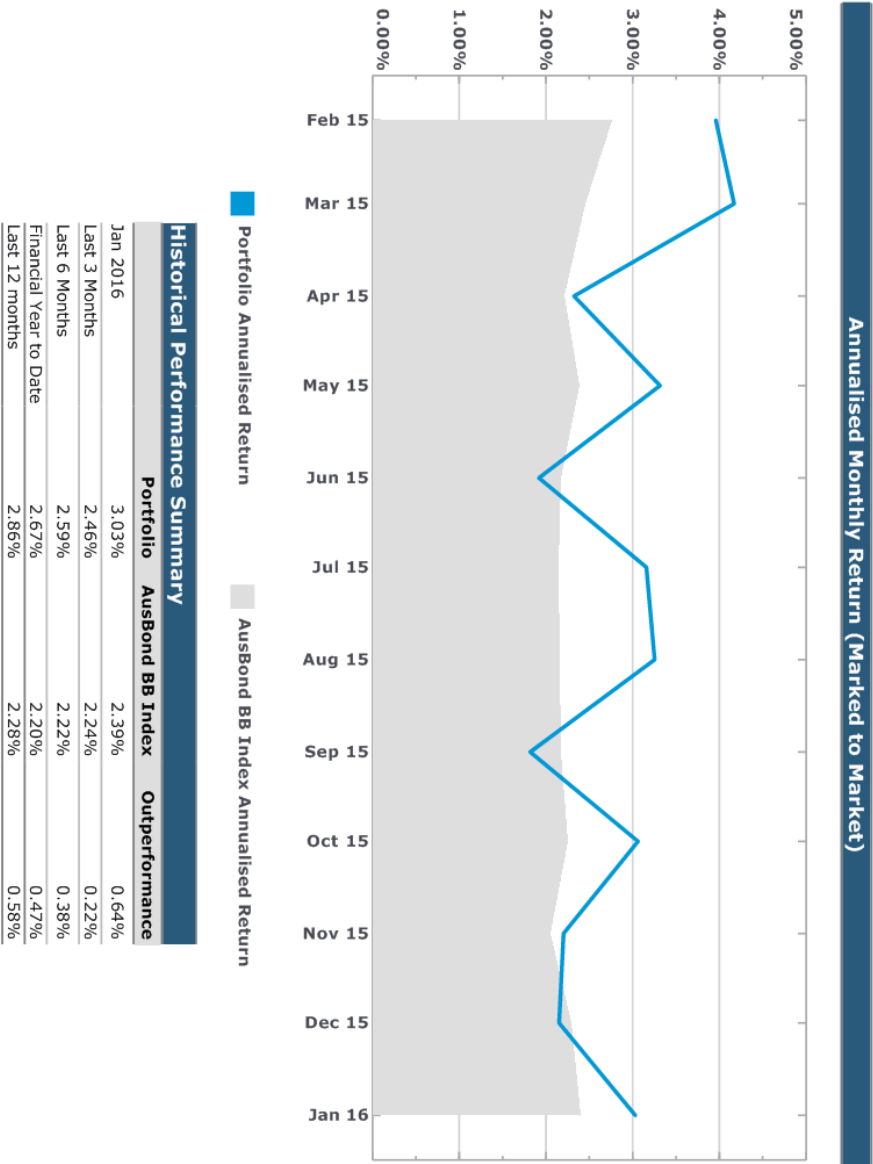 Annualised Monthly Return (Marked to Market)
5.00%
4.00%
3.00%
2.00%
1.00%
0.00%
Feb 15
Mar 15
Apr 15
May 15
Jun 15
Jul 15
Aug 15
Sep 15
Oct 15
Nov 15
Dec 15
Jan 16
Portfolio Annualised Return
AusBond BB Index Annualised Return
Historical Performance Summary
Portfolio AusBond BB Index Outperformance
Jan 2016 3.03% 2.39% 0.64%
Last 3 Months 2.46% 2.24% 0.22%
Last 6 Months 2.59% 2.22% 0.38%
Financial Year to Date 2.67% 2.20% 0.47%
Last 12 months 2.86% 2.28% 0.58%